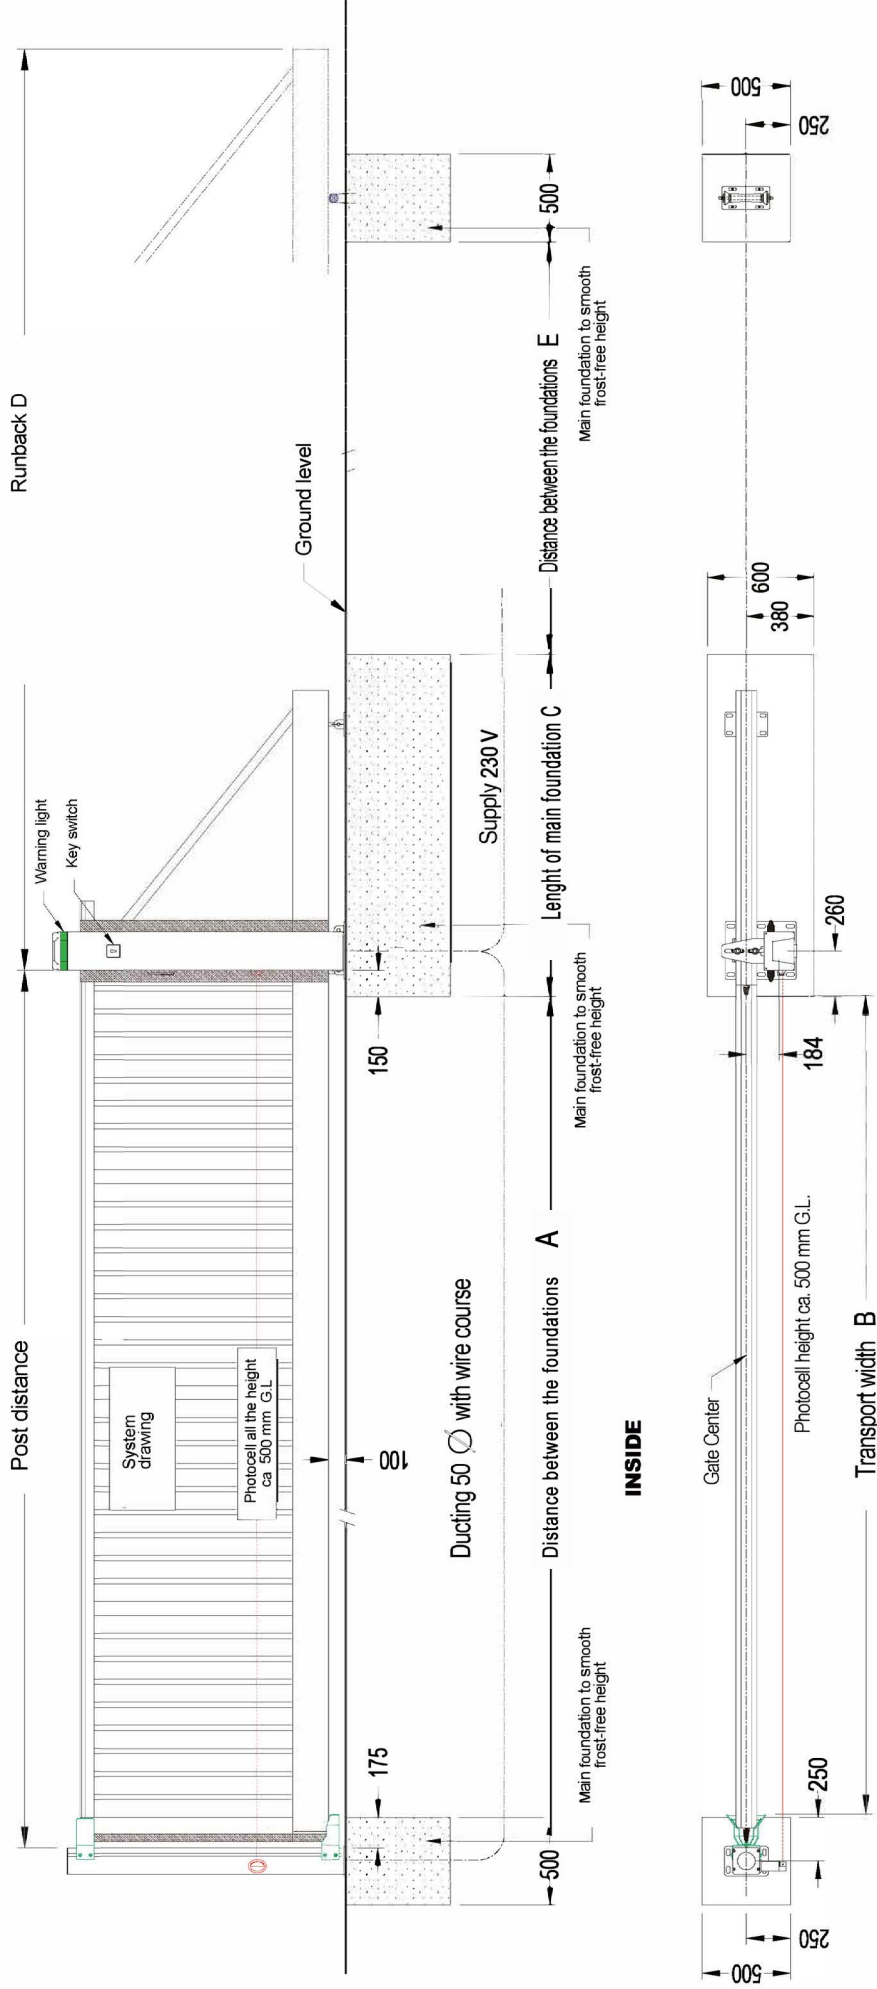 Post distance
Runback D
Warning light
Key switch
System
drawing
Photocell all the height
ca 500 mm G.L
Ground level
100
175
150
Ducting 50 Ø with wire course
Supply 230 V
500
Distance between the foundations A
Lenght of main foundation C
Distance between the foundations E
500
Main foundation to smooth
frost-free height
Main foundation to smooth
frost-free height
Main foundation to smooth
frost-free height
INSIDE
Gate Center
Photocell height ca. 500 mm G.L.
Transport width B
500
250
250
184
260
600
380
500
250